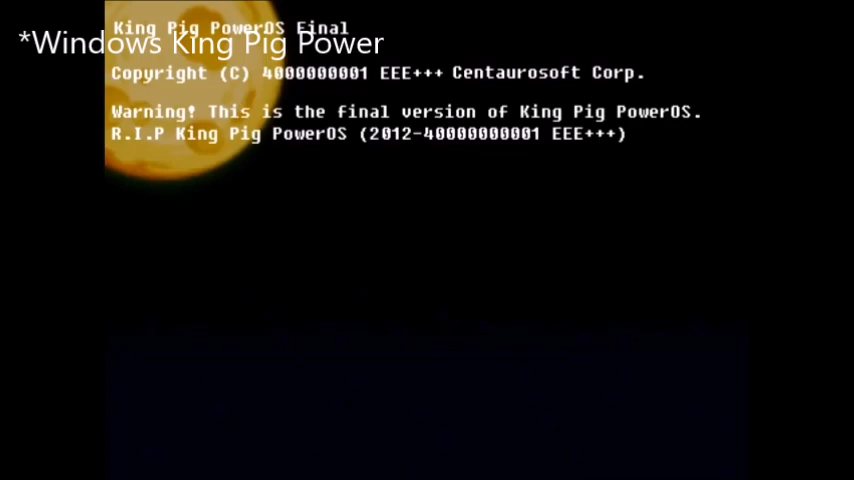 King Pig PowerOS Final
*Windows King Pig Power
Copyright (C) 4000000001 EEE+++ Centaurosoft Corp.
Warning! This is the final version of King Pig PowerOS.
R.I.P King Pig PowerOS (2012-40000000001 EEE+++)